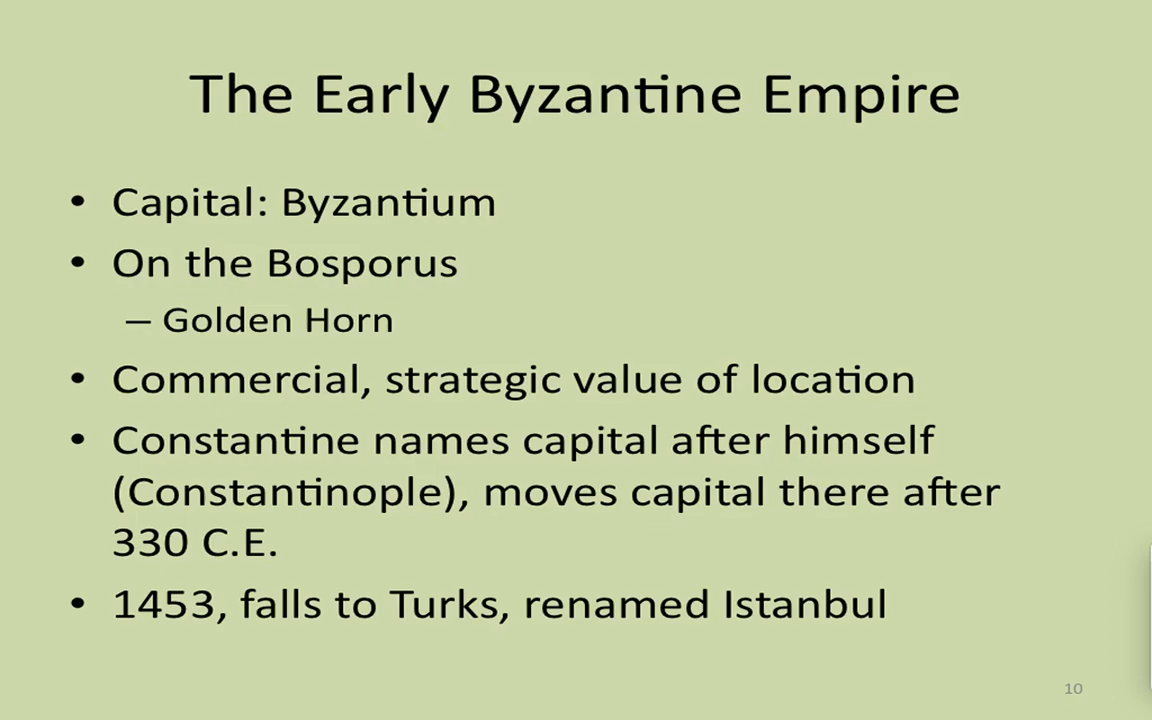 The Early Byzantine Empire
• Capital: Byzantium
• On the Bosporus
– Golden Horn
• Commercial, strategic value of location
• Constantine names capital after himself
(Constantinople), moves capital there after
330 C.E.
• 1453, falls to Turks, renamed Istanbul
10